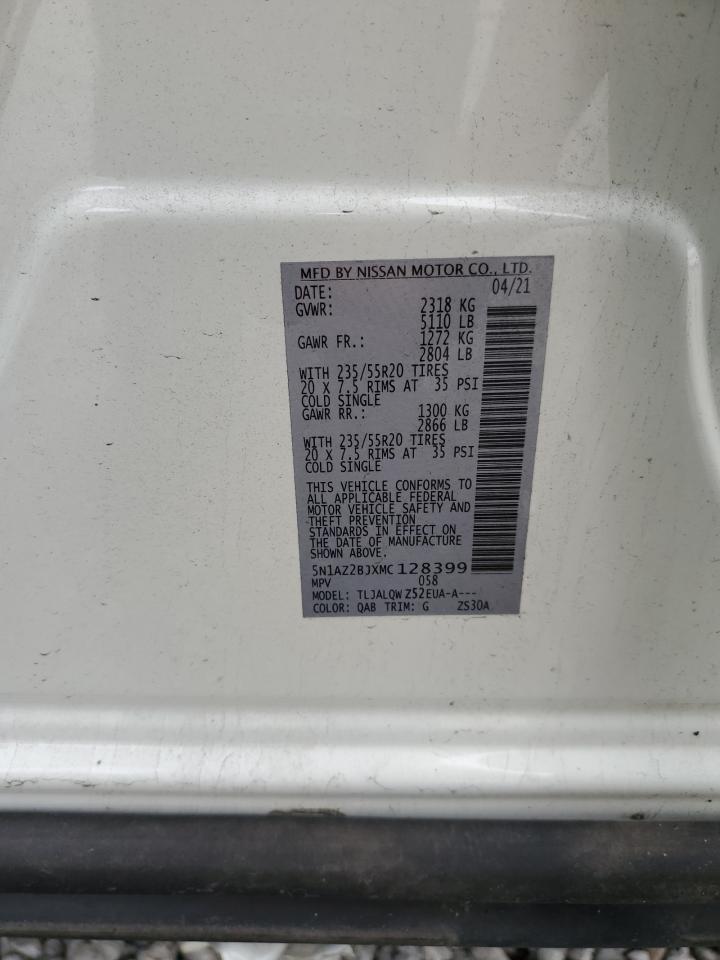 MFD BY NISSAN MOTOR CO., LTD.
DATE: 04/21
GVWR: 2318 KG
5110 LB
GAWR FR.: 1272 KG
2804 LB
WITH 235/55R20 TIRES
20 X 7.5 RIMS AT 35 PSI
COLD SINGLE
GAWR RR.: 1300 KG
2866 LB
WITH 235/55R20 TIRES
20 X 7.5 RIMS AT 35 PSI
COLD SINGLE
THIS VEHICLE CONFORMS TO
ALL APPLICABLE FEDERAL
MOTOR VEHICLE SAFETY AND
THEFT PREVENTION
STANDARDS IN EFFECT ON
THE DATE OF MANUFACTURE
SHOWN ABOVE.
5N1AZ2BJXMC128399
MPV 058
MODEL: TLJALQWZ52EUA-A---
COLOR: QAB TRIM: G ZS30A